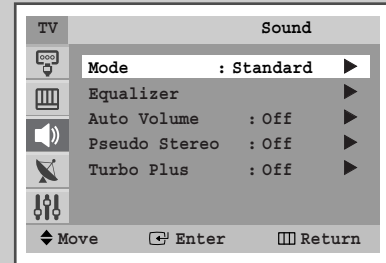 TV Sound
Mode : Standard
Equalizer
Auto Volume : Off
Pseudo Stereo : Off
Turbo Plus : Off
Move Enter Return